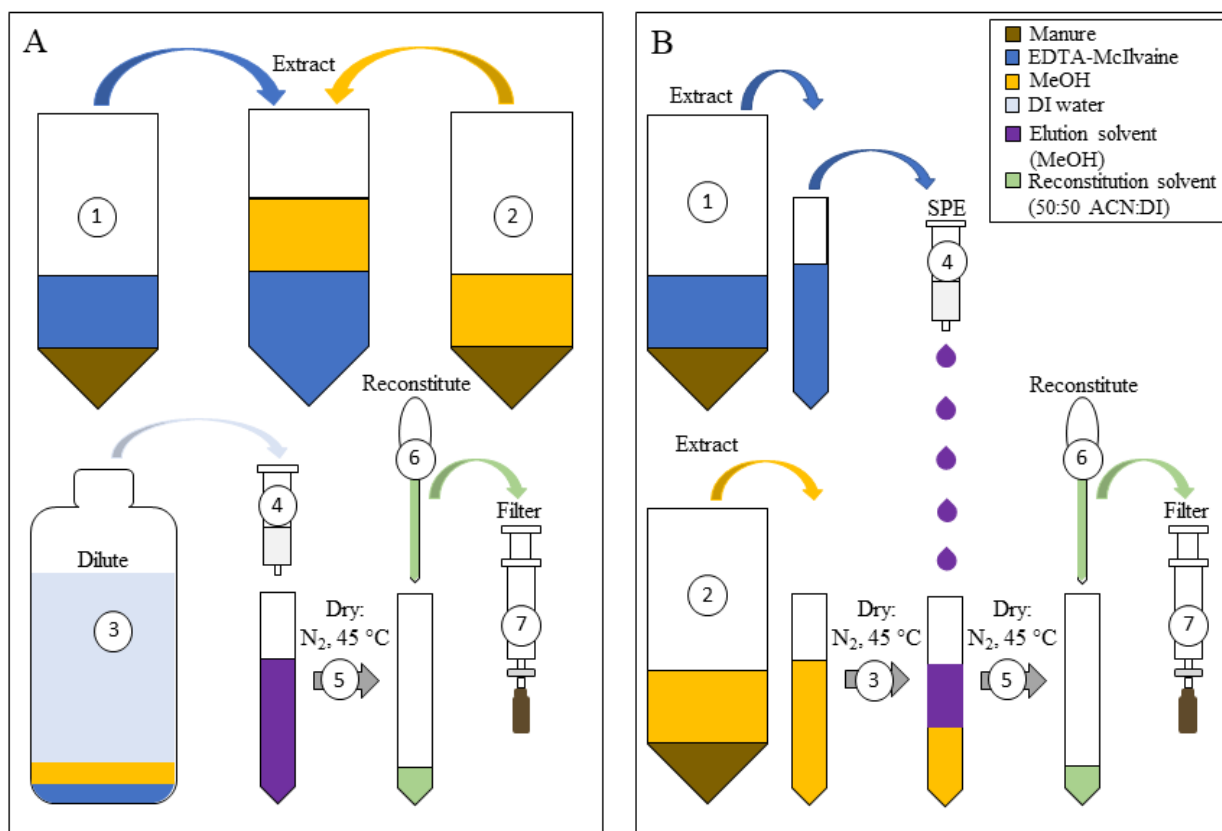 A
Extract
1
2
Reconstitute
6
4
Filter
Dilute
3
Dry:
N₂, 45 °C
5
7
B
Extract
1
SPE
4
Manure
EDTA-McIlvaine
MeOH
DI water
Elution solvent
(MeOH)
Reconstitution solvent
(50:50 ACN:DI)
Extract
2
Dry:
N₂, 45 °C
3
Dry:
N₂, 45 °C
5
Reconstitute
6
Filter
7